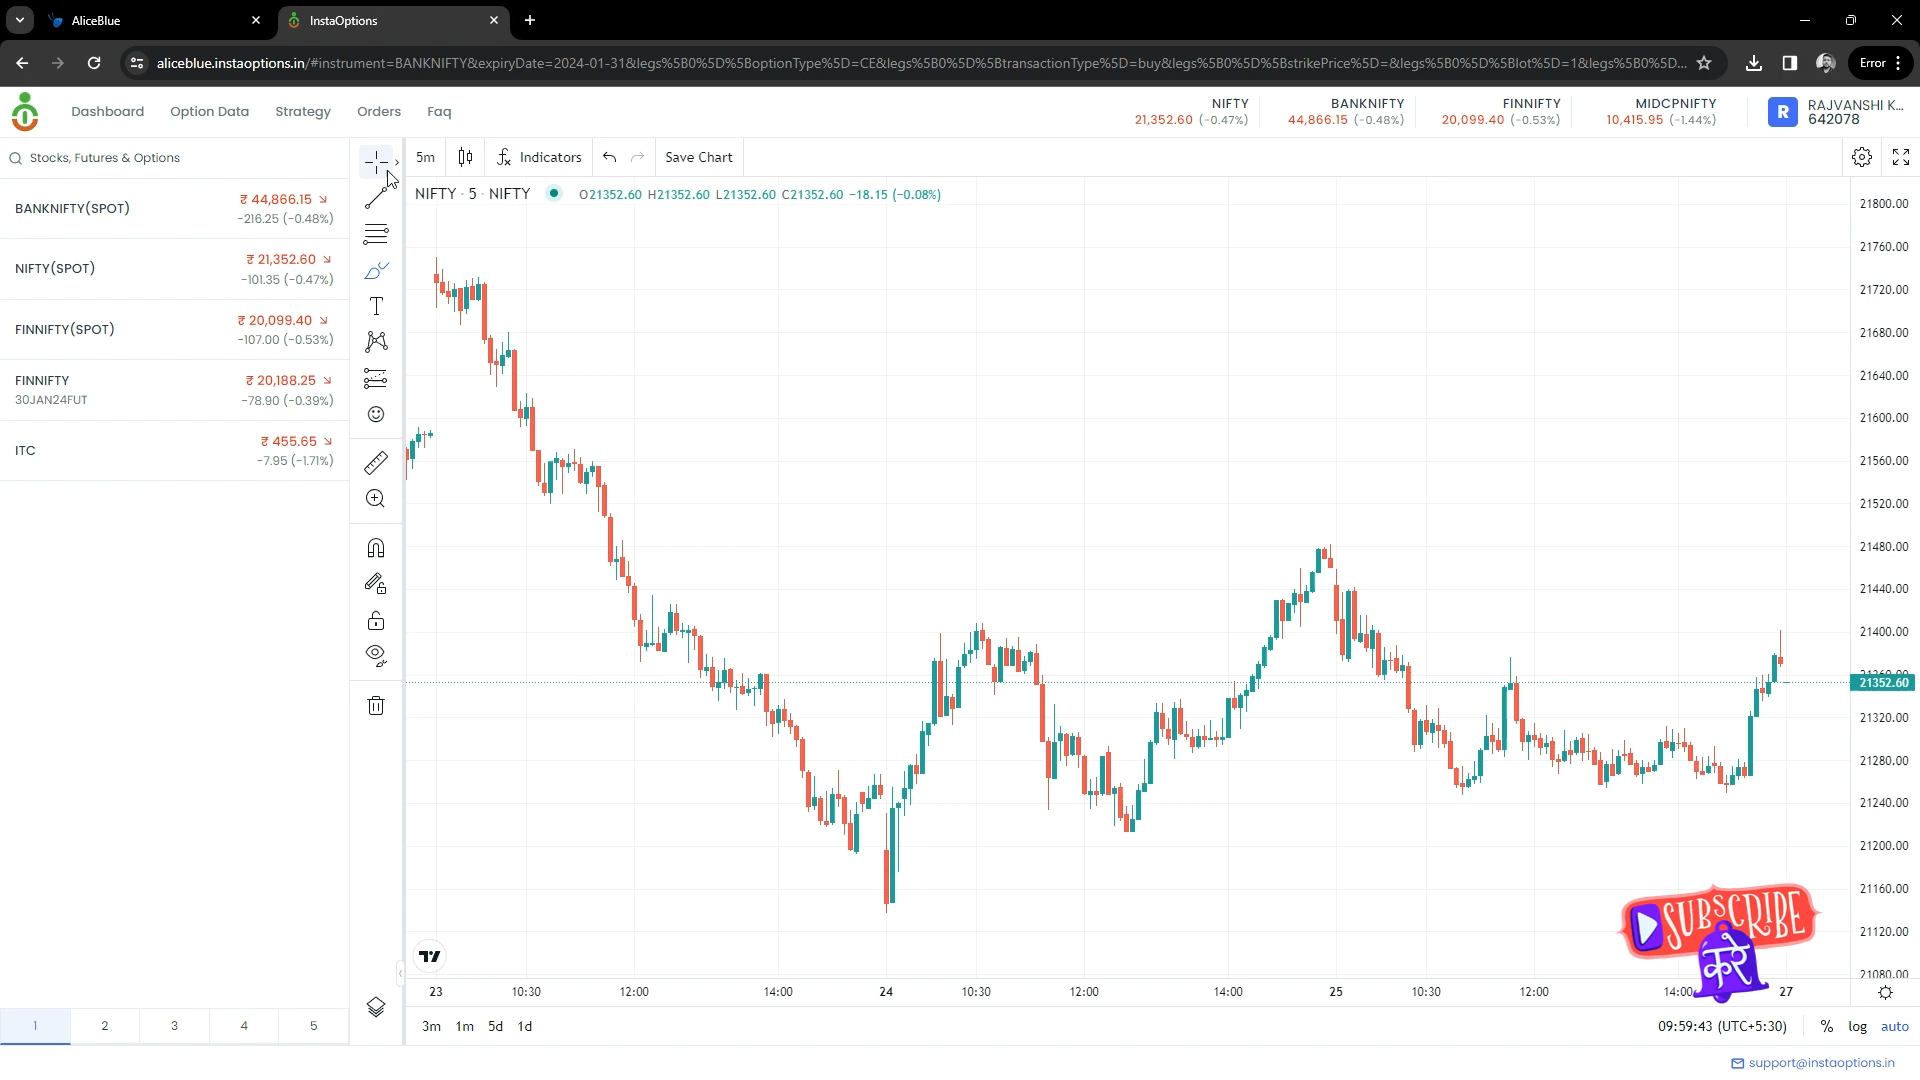 AliceBlue
InstaOptions
aliceblue.instaoptions.in/#instrument=BANKNIFTY&expiryDate=2024-01-31&legs%5B0%5D%5BoptionType%5D=CE&legs%5B0%5D%5BtransactionType%5D=buy&legs%5B0%5D%5BstrikePrice%5D=&legs%5B0%5D%5Blot%5D=1&legs%5B0%5D...
Error
Dashboard
Option Data
Strategy
Orders
Faq
NIFTY
21,352.60 (-0.47%)
BANKNIFTY
44,866.15 (-0.48%)
FINNIFTY
20,099.40 (-0.53%)
MIDCPNIFTY
10,415.95 (-1.44%)
R
RAJVANSHI K...
642078
Stocks, Futures & Options
5m
Indicators
Save Chart
BANKNIFTY(SPOT)
₹ 44,866.15
-216.25 (-0.48%)
NIFTY(SPOT)
₹ 21,352.60
-101.35 (-0.47%)
FINNIFTY(SPOT)
₹ 20,099.40
-107.00 (-0.53%)
FINNIFTY
30JAN24FUT
₹ 20,188.25
-78.90 (-0.39%)
ITC
₹ 455.65
-7.95 (-1.71%)
NIFTY · 5 · NIFTY
O21352.60 H21352.60 L21352.60 C21352.60 −18.15 (−0.08%)
21800.00
21760.00
21720.00
21680.00
21640.00
21600.00
21560.00
21520.00
21480.00
21440.00
21400.00
21360.00
21352.60
21320.00
21280.00
21240.00
21200.00
21160.00
21120.00
21080.00
SUBSCRIBE
करे
23
10:30
12:00
14:00
24
10:30
12:00
14:00
25
10:30
12:00
14:00
27
1
2
3
4
5
3m
1m
5d
1d
09:59:43 (UTC+5:30)
%
log
auto
support@instaoptions.in